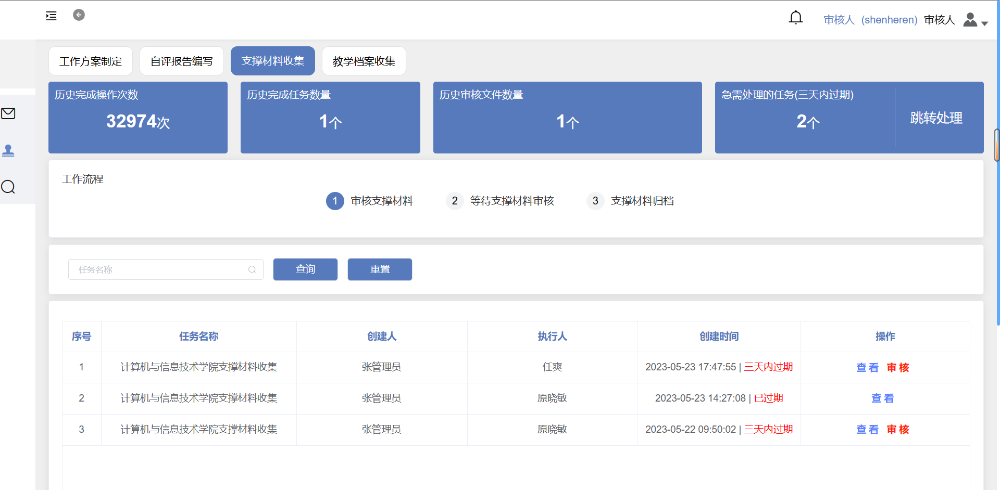 审核人 (shenheren) 审核人
工作方案制定 自评报告编写 支撑材料收集 教学档案收集
历史完成操作次数 历史完成任务数量 历史审核文件数量 急需处理的任务(三天内过期)
32974次 1个 1个 2个 跳转处理
工作流程
1 审核支撑材料 2 等待支撑材料审核 3 支撑材料归档
任务名称 查询 重置
序号 任务名称 创建人 执行人 创建时间 操作
1 计算机与信息技术学院支撑材料收集 张管理员 任爽 2023-05-23 17:47:55 | 三天内过期 查看 审核
2 计算机与信息技术学院支撑材料收集 张管理员 原晓敏 2023-05-23 14:27:08 | 已过期 查看
3 计算机与信息技术学院支撑材料收集 张管理员 原晓敏 2023-05-22 09:50:02 | 三天内过期 查看 审核